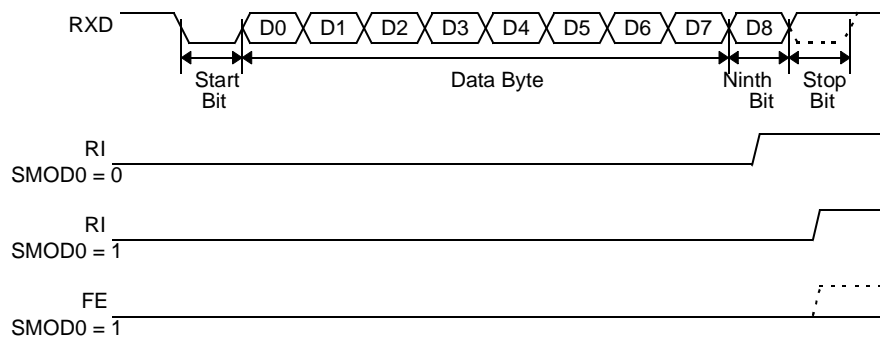 RXD D0 D1 D2 D3 D4 D5 D6 D7 D8
Start Bit Data Byte Ninth Bit Stop Bit
RI
SMOD0 = 0
RI
SMOD0 = 1
FE
SMOD0 = 1